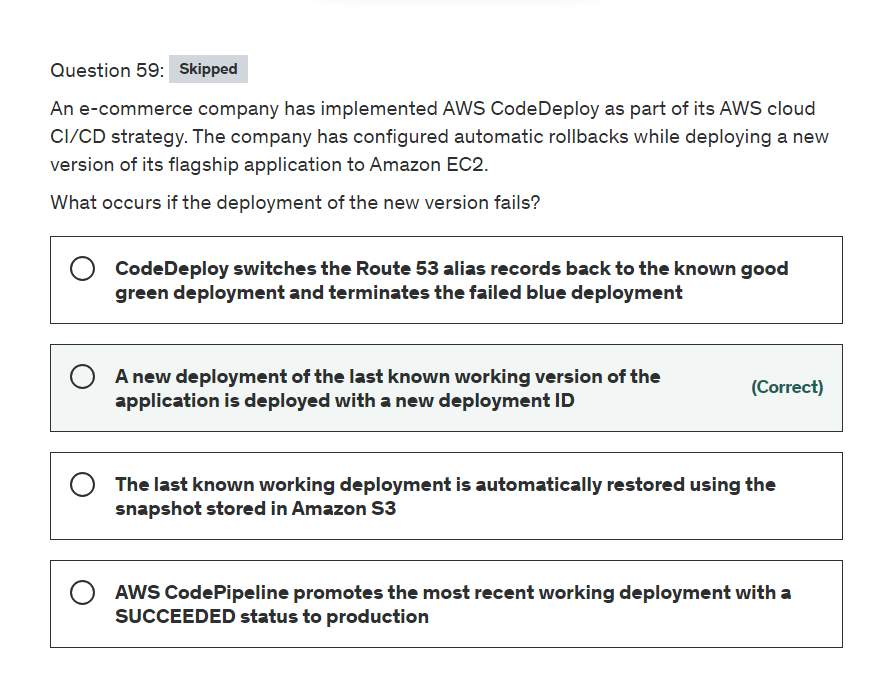 Question 59: Skipped
An e-commerce company has implemented AWS CodeDeploy as part of its AWS cloud
CI/CD strategy. The company has configured automatic rollbacks while deploying a new
version of its flagship application to Amazon EC2.
What occurs if the deployment of the new version fails?
CodeDeploy switches the Route 53 alias records back to the known good
green deployment and terminates the failed blue deployment
A new deployment of the last known working version of the
application is deployed with a new deployment ID
(Correct)
The last known working deployment is automatically restored using the
snapshot stored in Amazon S3
AWS CodePipeline promotes the most recent working deployment with a
SUCCEEDED status to production